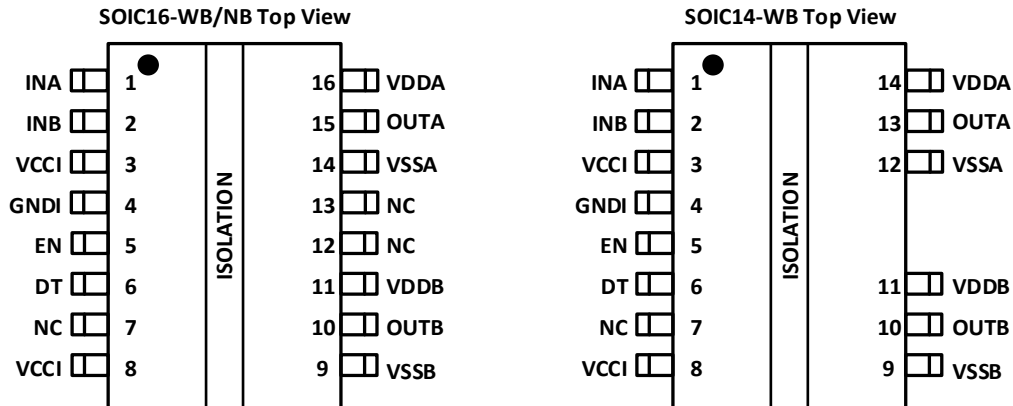 SOIC16-WB/NB Top View
INA 1 16 VDDA
INB 2 15 OUTA
VCCI 3 14 VSSA
GNDI 4 13 NC
EN 5 12 NC
DT 6 11 VDDB
NC 7 10 OUTB
VCCI 8 9 VSSB
ISOLATION
SOIC14-WB Top View
INA 1 14 VDDA
INB 2 13 OUTA
VCCI 3 12 VSSA
GNDI 4
EN 5
DT 6 11 VDDB
NC 7 10 OUTB
VCCI 8 9 VSSB
ISOLATION